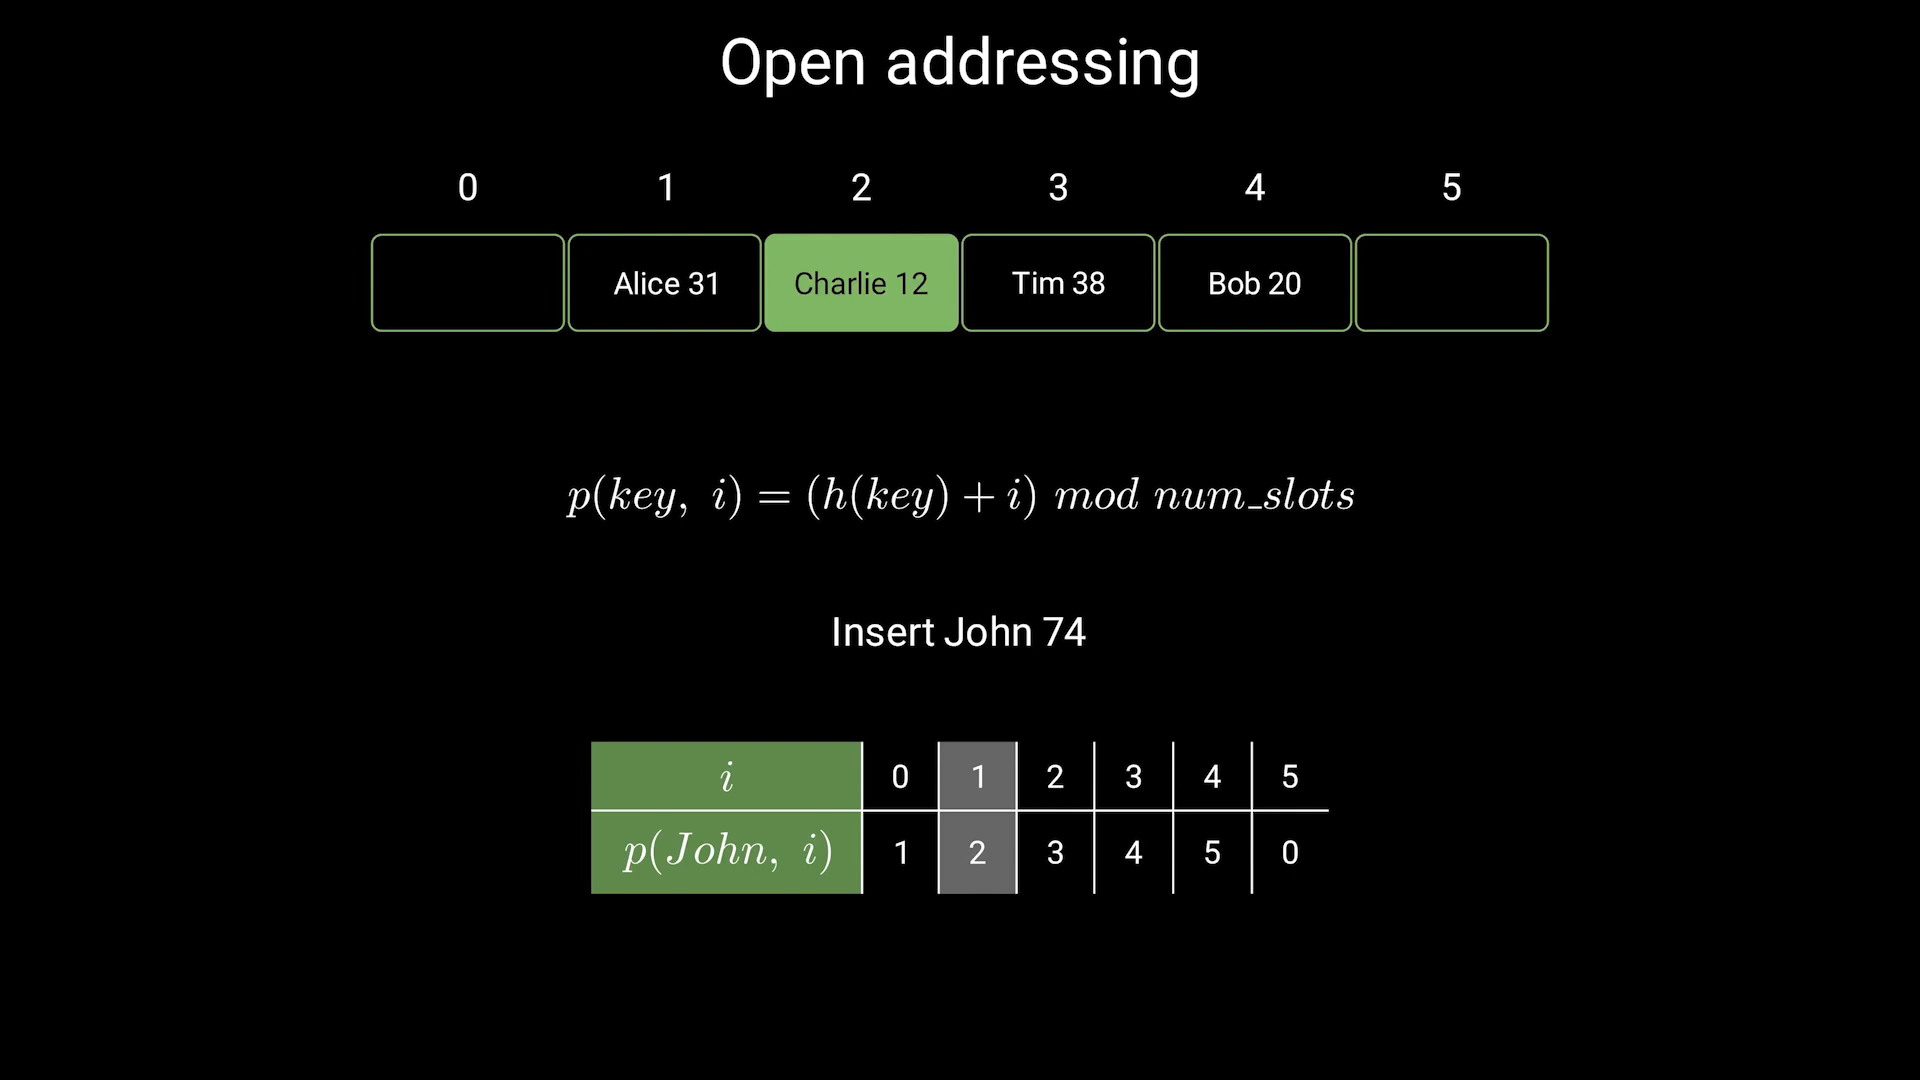 Open addressing
0 1 2 3 4 5
Alice 31 Charlie 12 Tim 38 Bob 20
p(key, i) = (h(key) + i) mod num_slots
Insert John 74
i 0 1 2 3 4 5
p(John, i) 1 2 3 4 5 0